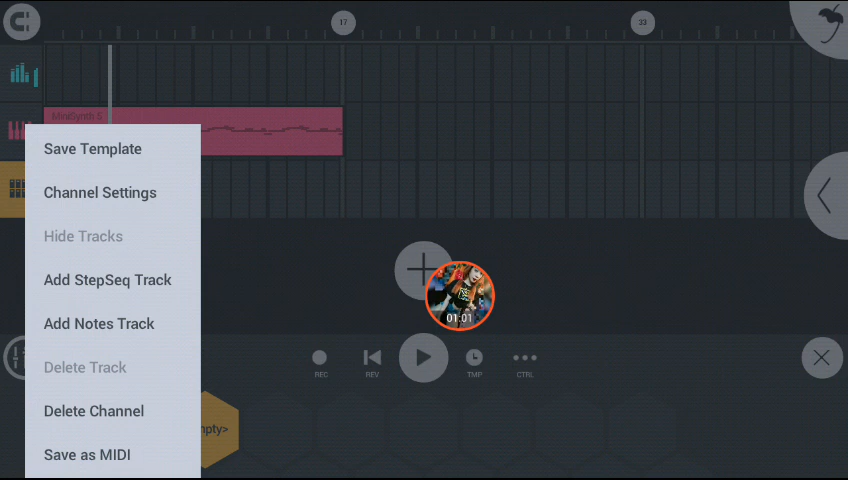 17
33
MiniSynth 5
Save Template
Channel Settings
Hide Tracks
Add StepSeq Track
01:01
Add Notes Track
Delete Track
REC
REV
TMP
CTRL
Delete Channel
mpty>
Save as MIDI